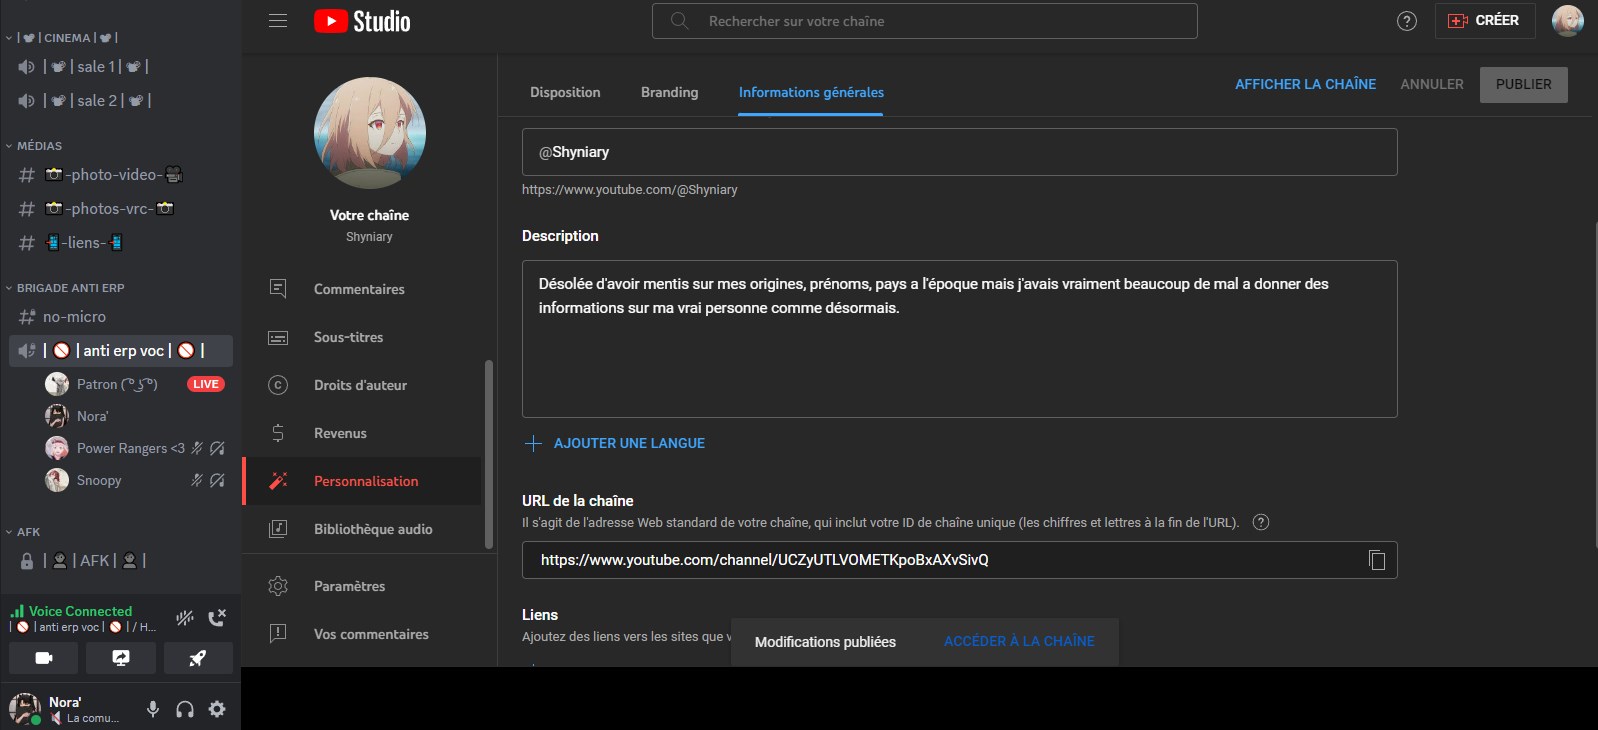 | | CINEMA | |
| | sale 1 | | |
| | sale 2 | | |
MÉDIAS
-photo-video-
-photos-vrc-
-liens-
BRIGADE ANTI ERP
no-micro
| | anti erp voc | | |
Patron ( ͡° ͜ʖ ͡°)
LIVE
Nora'
Power Rangers <3
Snoopy
AFK
| | AFK | | |
Voice Connected
| | anti erp voc | | | / H...
Nora'
La comu...
Studio
Rechercher sur votre chaîne
CRÉER
Votre chaîne
Shyniary
Commentaires
Sous-titres
Droits d'auteur
Revenus
Personnalisation
Bibliothèque audio
Paramètres
Vos commentaires
Disposition
Branding
Informations générales
AFFICHER LA CHAÎNE
ANNULER
PUBLIER
@Shyniary
https://www.youtube.com/@Shyniary
Description
Désolée d'avoir mentis sur mes origines, prénoms, pays a l'époque mais j'avais vraiment beaucoup de mal a donner des
informations sur ma vrai personne comme désormais.
AJOUTER UNE LANGUE
URL de la chaîne
Il s'agit de l'adresse Web standard de votre chaîne, qui inclut votre ID de chaîne unique (les chiffres et lettres à la fin de l'URL).
https://www.youtube.com/channel/UCZyUTLVOMETKpoBxAXvSivQ
Liens
Ajoutez des liens vers les sites que v
Modifications publiées
ACCÉDER À LA CHAÎNE